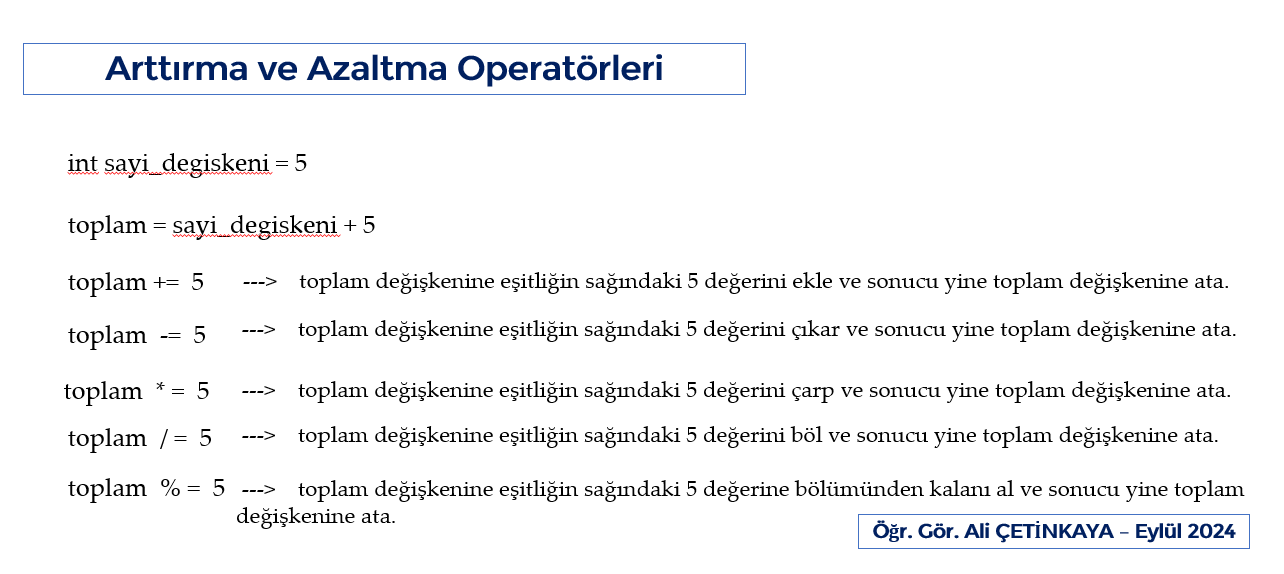 Arttırma ve Azaltma Operatörleri
int sayi_degiskeni = 5
toplam = sayi_degiskeni + 5
toplam += 5 ---> toplam değişkenine eşitliğin sağındaki 5 değerini ekle ve sonucu yine toplam değişkenine ata.
toplam -= 5 ---> toplam değişkenine eşitliğin sağındaki 5 değerini çıkar ve sonucu yine toplam değişkenine ata.
toplam * = 5 ---> toplam değişkenine eşitliğin sağındaki 5 değerini çarp ve sonucu yine toplam değişkenine ata.
toplam / = 5 ---> toplam değişkenine eşitliğin sağındaki 5 değerini böl ve sonucu yine toplam değişkenine ata.
toplam % = 5 ---> toplam değişkenine eşitliğin sağındaki 5 değerine bölümünden kalanı al ve sonucu yine toplam
değişkenine ata.
Öğr. Gör. Ali ÇETİNKAYA – Eylül 2024